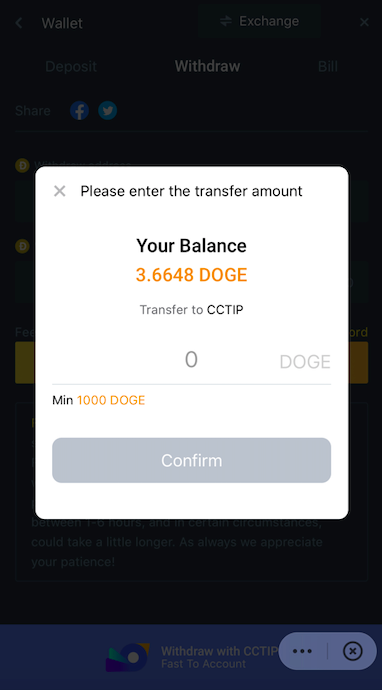 Wallet
Exchange
Deposit
Withdraw
Bill
Share
Please enter the transfer amount
Your Balance
3.6648 DOGE
Transfer to CCTIP
0 DOGE
Min 1000 DOGE
Confirm
between 1-6 hours, and in certain circumstances,
could take a little longer. As always we appreciate
your patience!
Withdraw with CCTIP
Fast To Account